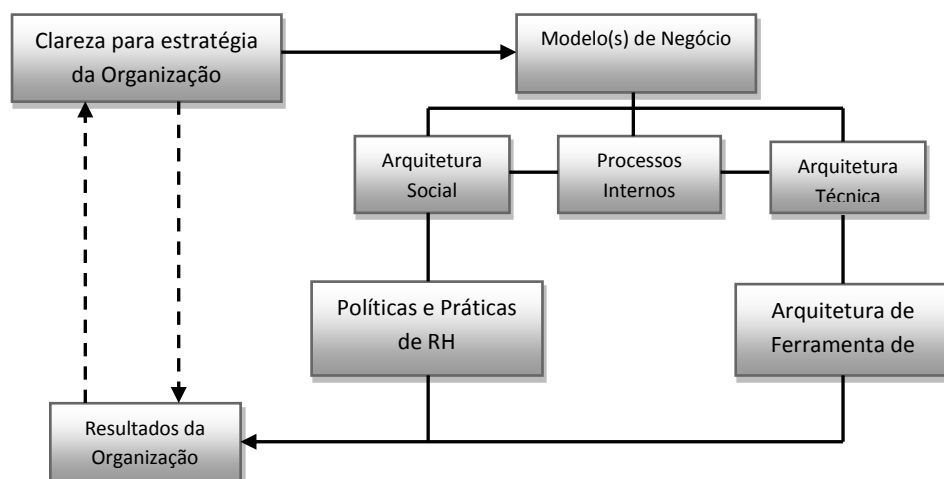 Clareza para estratégia
da Organização
Modelo(s) de Negócio
Arquitetura
Social
Processos
Internos
Arquitetura
Técnica
Políticas e Práticas
de RH
Arquitetura de
Ferramenta de
Resultados da
Organização